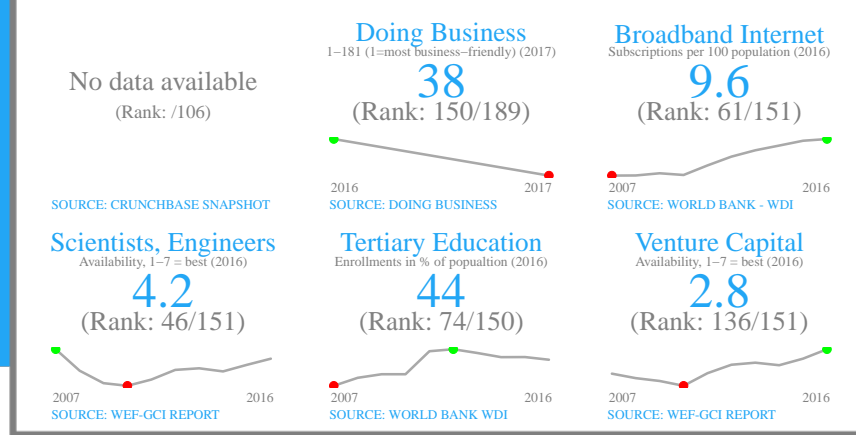 No data available
(Rank: /106)
SOURCE: CRUNCHBASE SNAPSHOT
Doing Business
1−181 (1=most business−friendly) (2017)
38
(Rank: 150/189)
2016 2017
SOURCE: DOING BUSINESS
Broadband Internet
Subscriptions per 100 population (2016)
9.6
(Rank: 61/151)
2007 2016
SOURCE: WORLD BANK - WDI
Scientists, Engineers
Availability, 1−7 = best (2016)
4.2
(Rank: 46/151)
2007 2016
SOURCE: WEF-GCI REPORT
Tertiary Education
Enrollments in % of popualtion (2016)
44
(Rank: 74/150)
2007 2016
SOURCE: WORLD BANK WDI
Venture Capital
Availability, 1−7 = best (2016)
2.8
(Rank: 136/151)
2007 2016
SOURCE: WEF-GCI REPORT